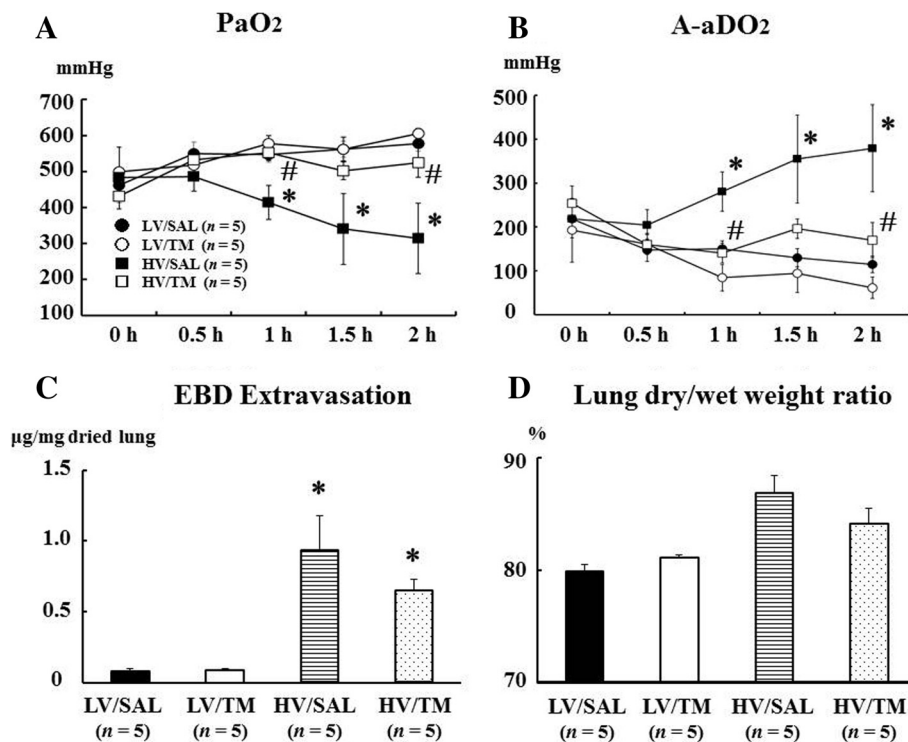 A
PaO2
mmHg
700
600
500
400
300
200
100
#
#
*
*
*
LV/SAL (n = 5)
LV/TM (n = 5)
HV/SAL (n = 5)
HV/TM (n = 5)
0 h 0.5 h 1 h 1.5 h 2 h
B
A-aDO2
mmHg
500
400
300
200
100
0
*
*
*
#
#
0 h 0.5 h 1 h 1.5 h 2 h
C
EBD Extravasation
µg/mg dried lung
1.5
1.0
0.5
0
*
*
LV/SAL LV/TM HV/SAL HV/TM
(n = 5) (n = 5) (n = 5) (n = 5)
D
Lung dry/wet weight ratio
%
90
80
70
LV/SAL LV/TM HV/SAL HV/TM
(n = 5) (n = 5) (n = 5) (n = 5)